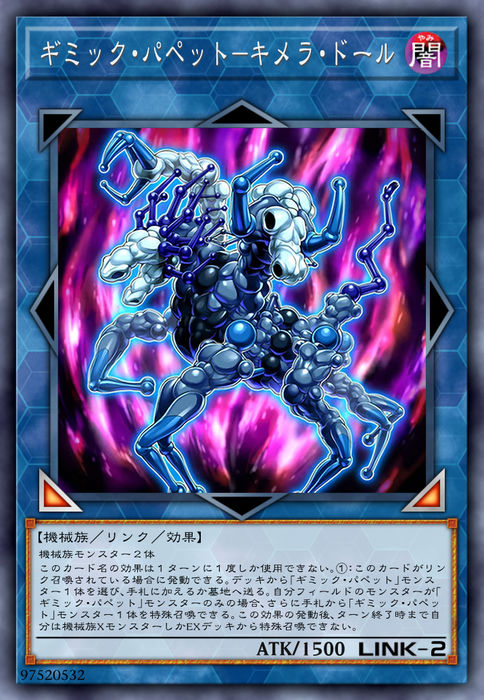 ギミック・パペット−キメラ・ド～ル
やみ
闇
【機械族／リンク／効果】
機械族モンスター２体
このカード名の効果は１ターンに１度しか使用できない。①：このカードがリン
ク召喚されている場合に発動できる。デッキから「ギミック・パペット」モンス
ター１体を選び、手札に加えるか墓地へ送る。自分フィールドのモンスターが「
ギミック・パペット」モンスターのみの場合、さらに手札から「ギミック・パペッ
ト」モンスター１体を特殊召喚できる。この効果の発動後、ターン終了時まで自
分は機械族XモンスターしかEXデッキから特殊召喚できない。
ATK/1500 LINK-2
97520532